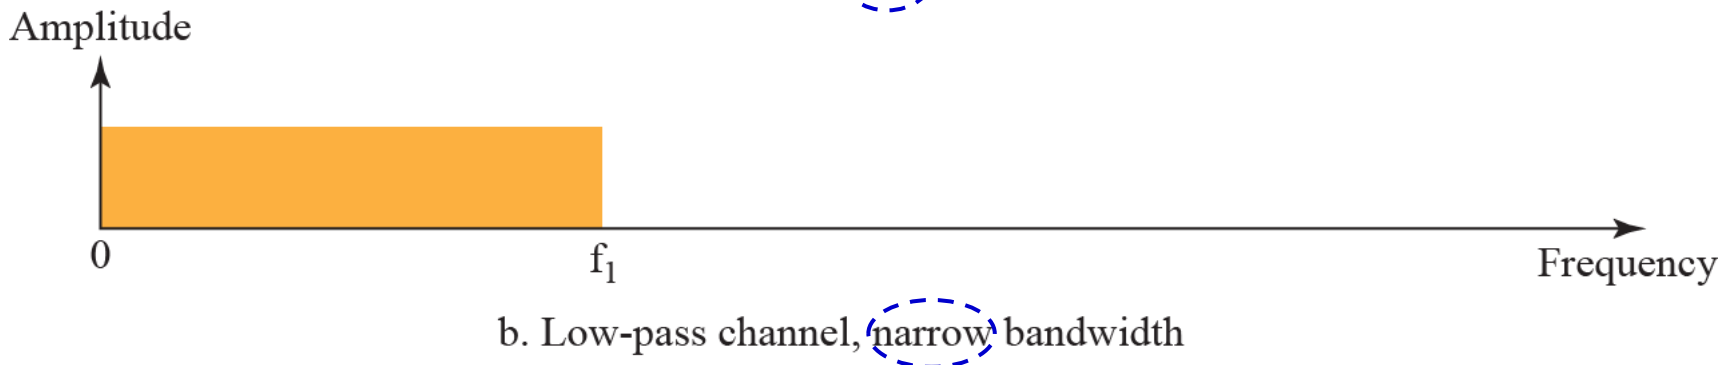 Amplitude
0
f₁
Frequency
b. Low-pass channel, narrow bandwidth